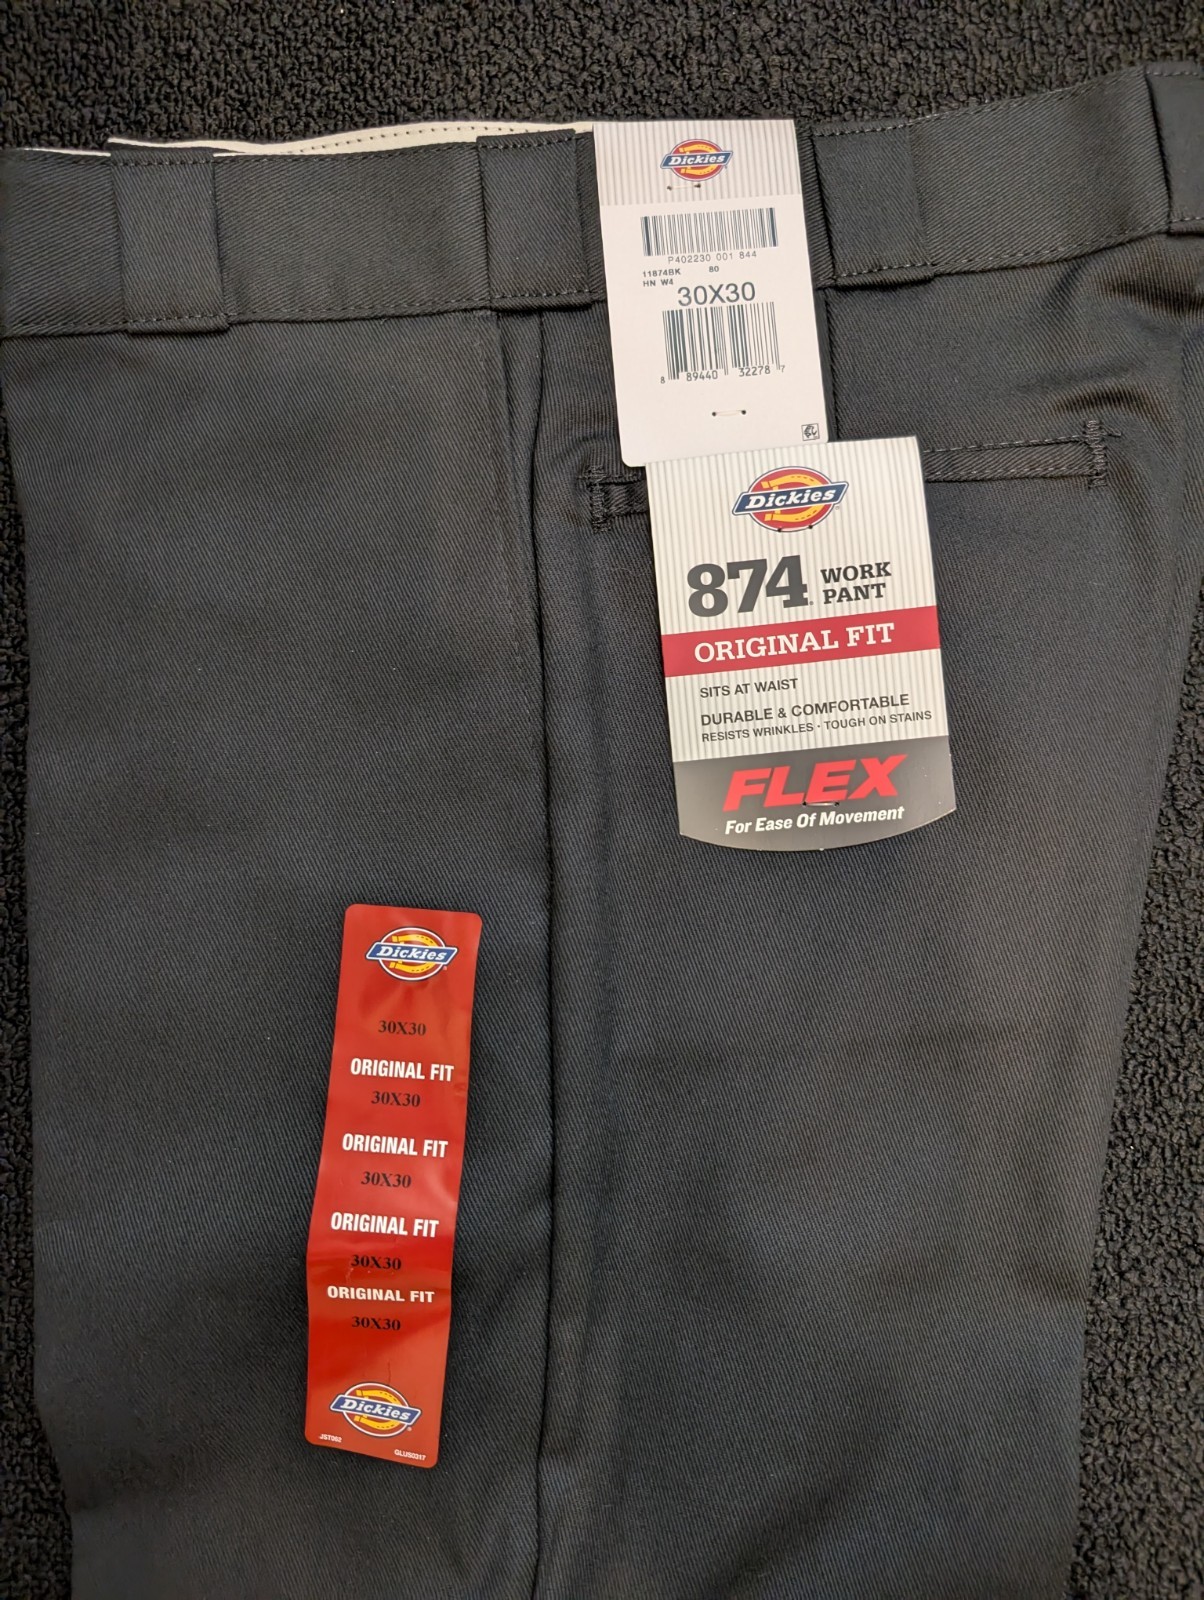 Dickies
P402230 001 844
11874BK 80
HN W4
30X30
8 89440 32278 7
Dickies
874 WORK PANT
ORIGINAL FIT
SITS AT WAIST
DURABLE & COMFORTABLE
RESISTS WRINKLES · TOUGH ON STAINS
FLEX
For Ease Of Movement
Dickies
30X30
ORIGINAL FIT
30X30
ORIGINAL FIT
30X30
ORIGINAL FIT
30X30
ORIGINAL FIT
30X30
Dickies
JST062
GLUS0317